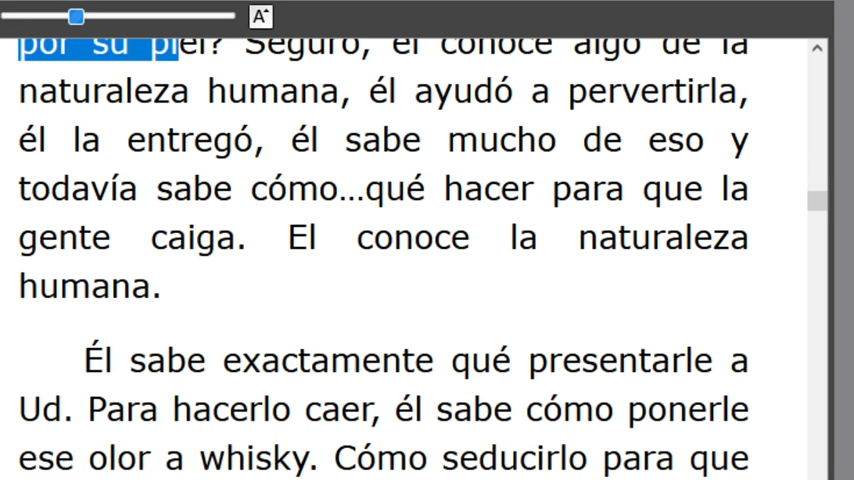 A
por su piel? Seguro, él conoce algo de la
naturaleza humana, él ayudó a pervertirla,
él la entregó, él sabe mucho de eso y
todavía sabe cómo...qué hacer para que la
gente caiga. El conoce la naturaleza
humana.
Él sabe exactamente qué presentarle a
Ud. Para hacerlo caer, él sabe cómo ponerle
ese olor a whisky. Cómo seducirlo para que